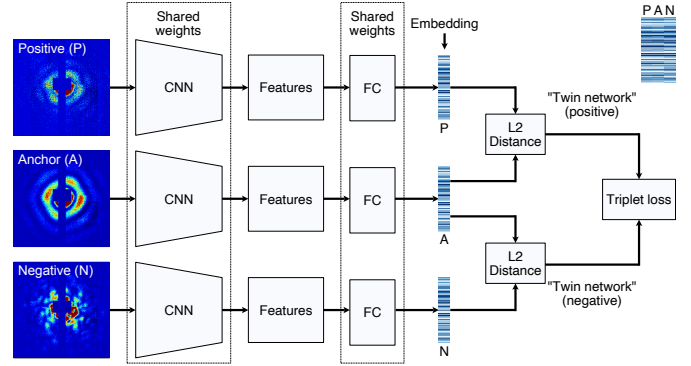 Shared
weights
Shared
weights
Embedding
P A N
Positive (P)
CNN
Features
FC
P
"Twin network"
(positive)
L2
Distance
Anchor (A)
CNN
Features
FC
A
Triplet loss
L2
Distance
"Twin network"
(negative)
Negative (N)
CNN
Features
FC
N